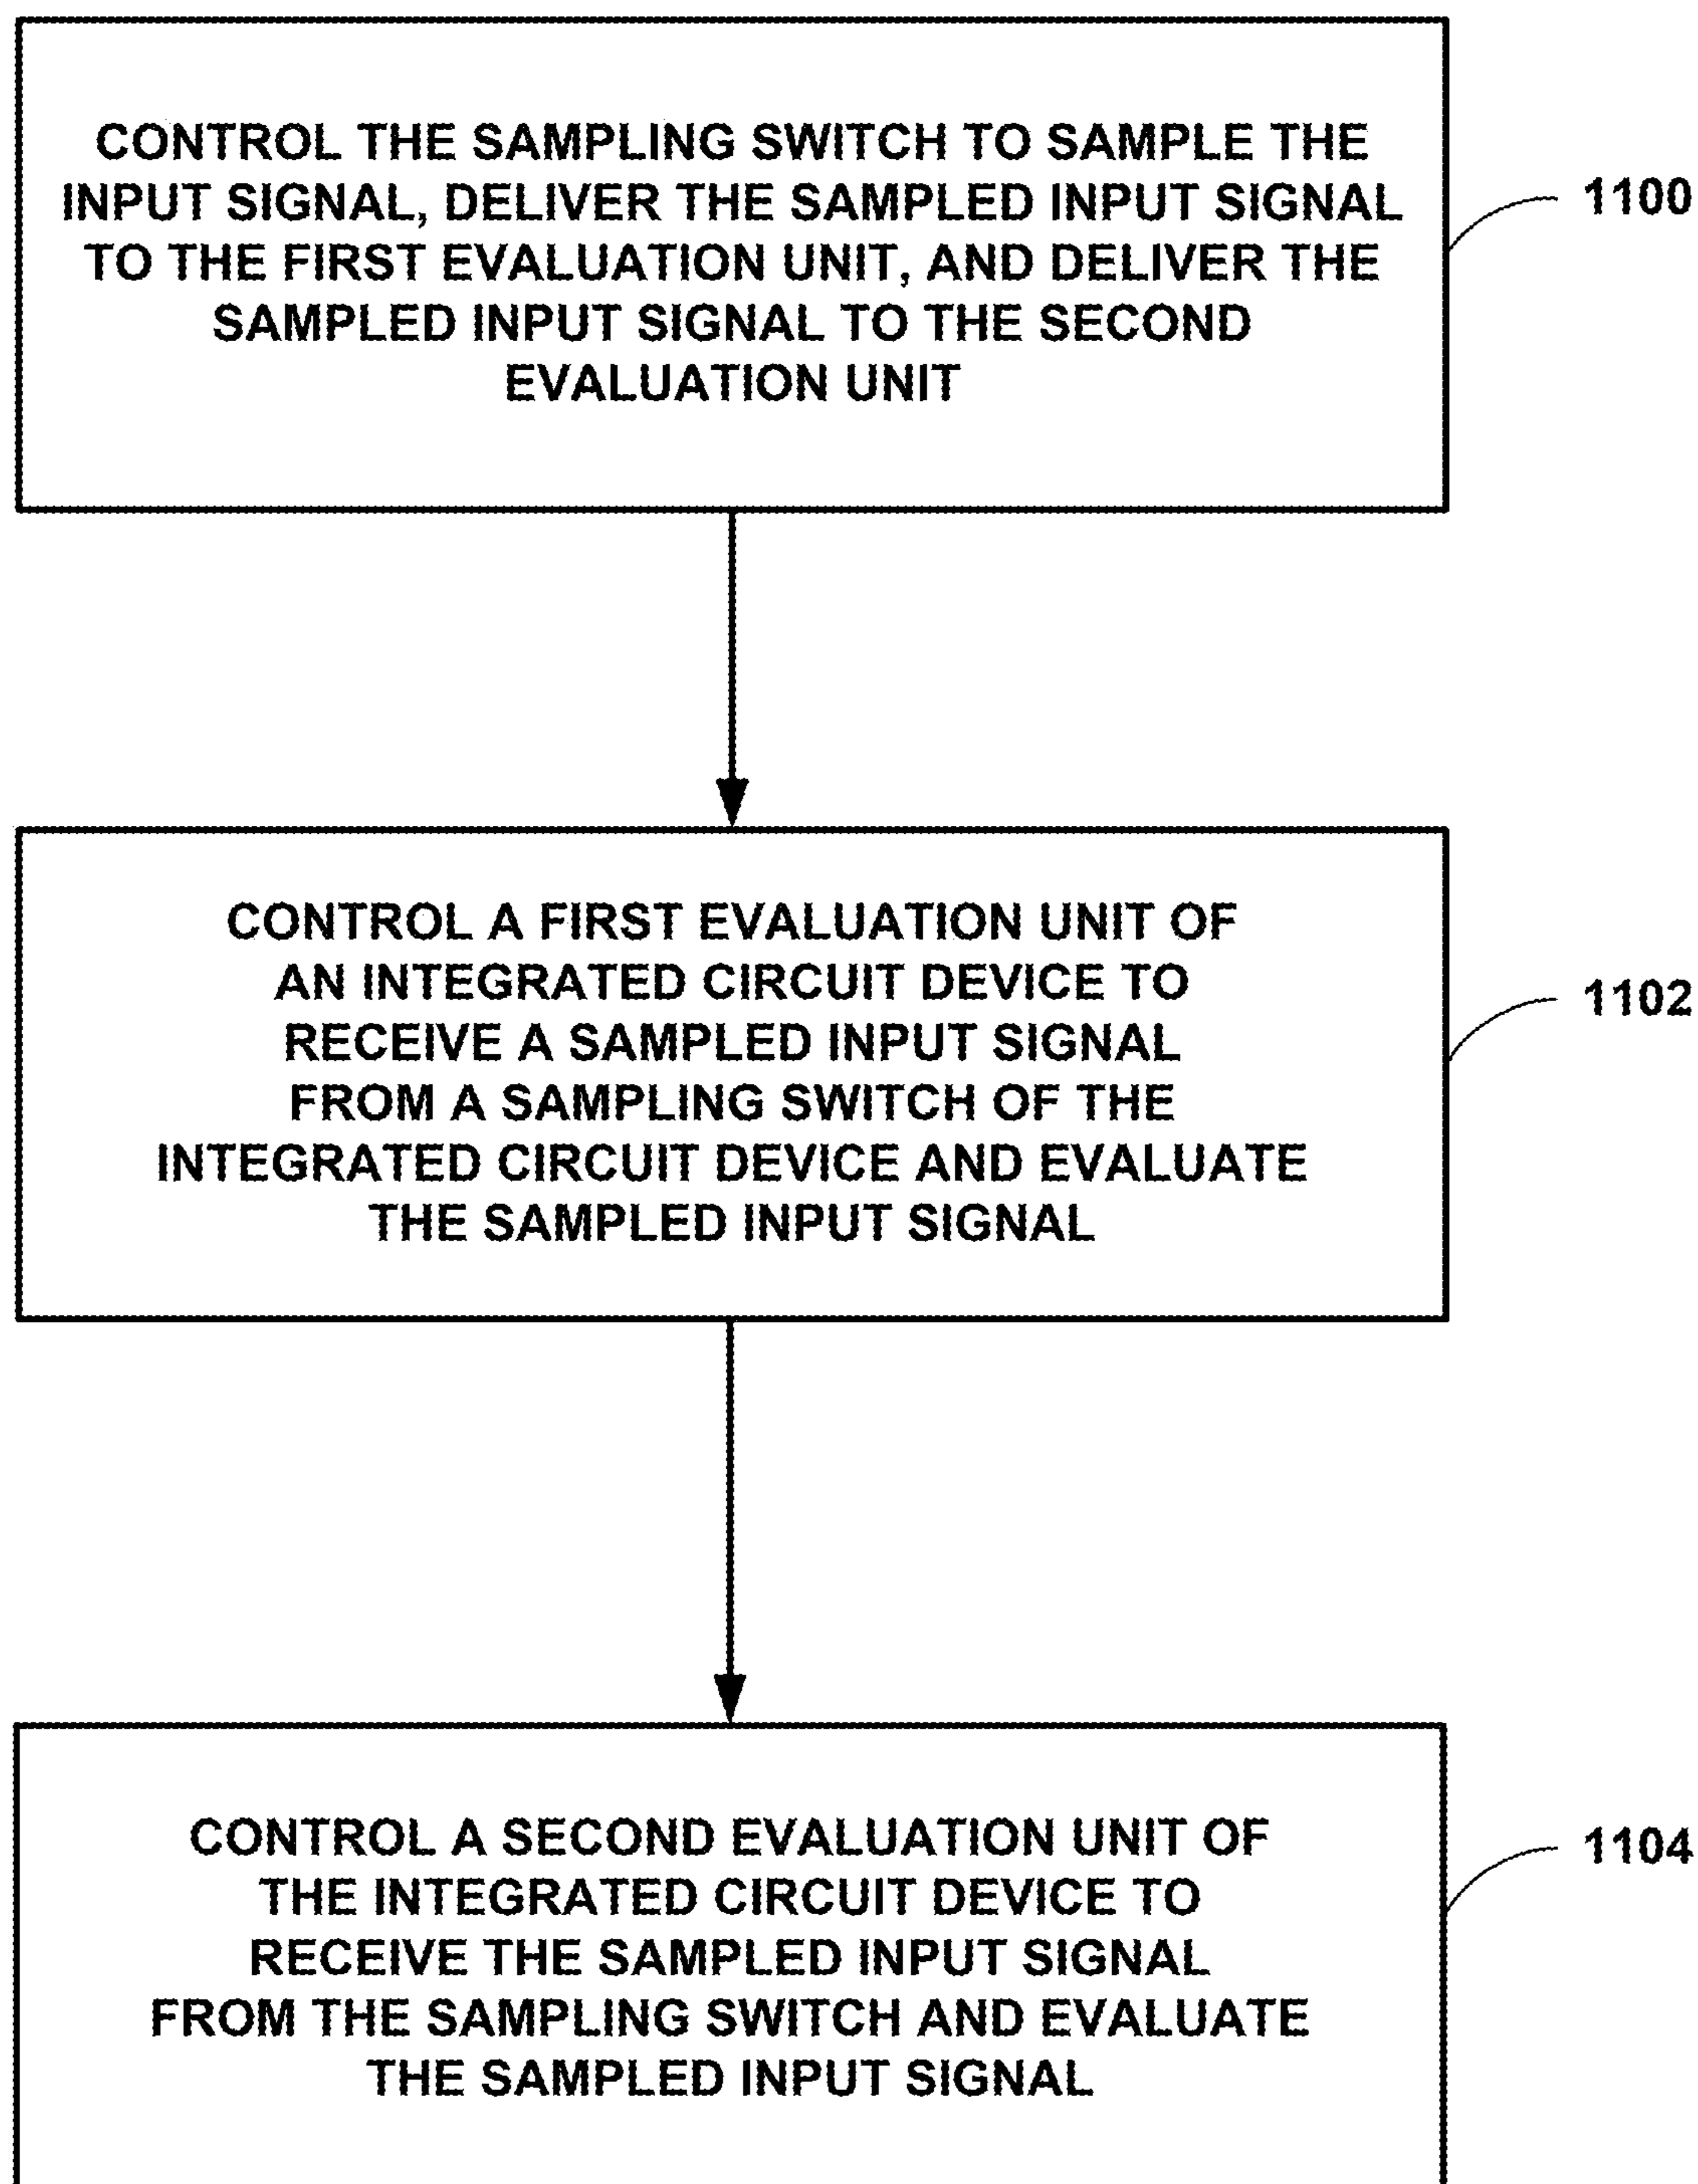 CONTROL THE SAMPLING SWITCH TO SAMPLE THE
INPUT SIGNAL, DELIVER THE SAMPLED INPUT SIGNAL
TO THE FIRST EVALUATION UNIT, AND DELIVER THE
SAMPLED INPUT SIGNAL TO THE SECOND
EVALUATION UNIT
1100
CONTROL A FIRST EVALUATION UNIT OF
AN INTEGRATED CIRCUIT DEVICE TO
RECEIVE A SAMPLED INPUT SIGNAL
FROM A SAMPLING SWITCH OF THE
INTEGRATED CIRCUIT DEVICE AND EVALUATE
THE SAMPLED INPUT SIGNAL
1102
CONTROL A SECOND EVALUATION UNIT OF
THE INTEGRATED CIRCUIT DEVICE TO
RECEIVE THE SAMPLED INPUT SIGNAL
FROM THE SAMPLING SWITCH AND EVALUATE
THE SAMPLED INPUT SIGNAL
1104